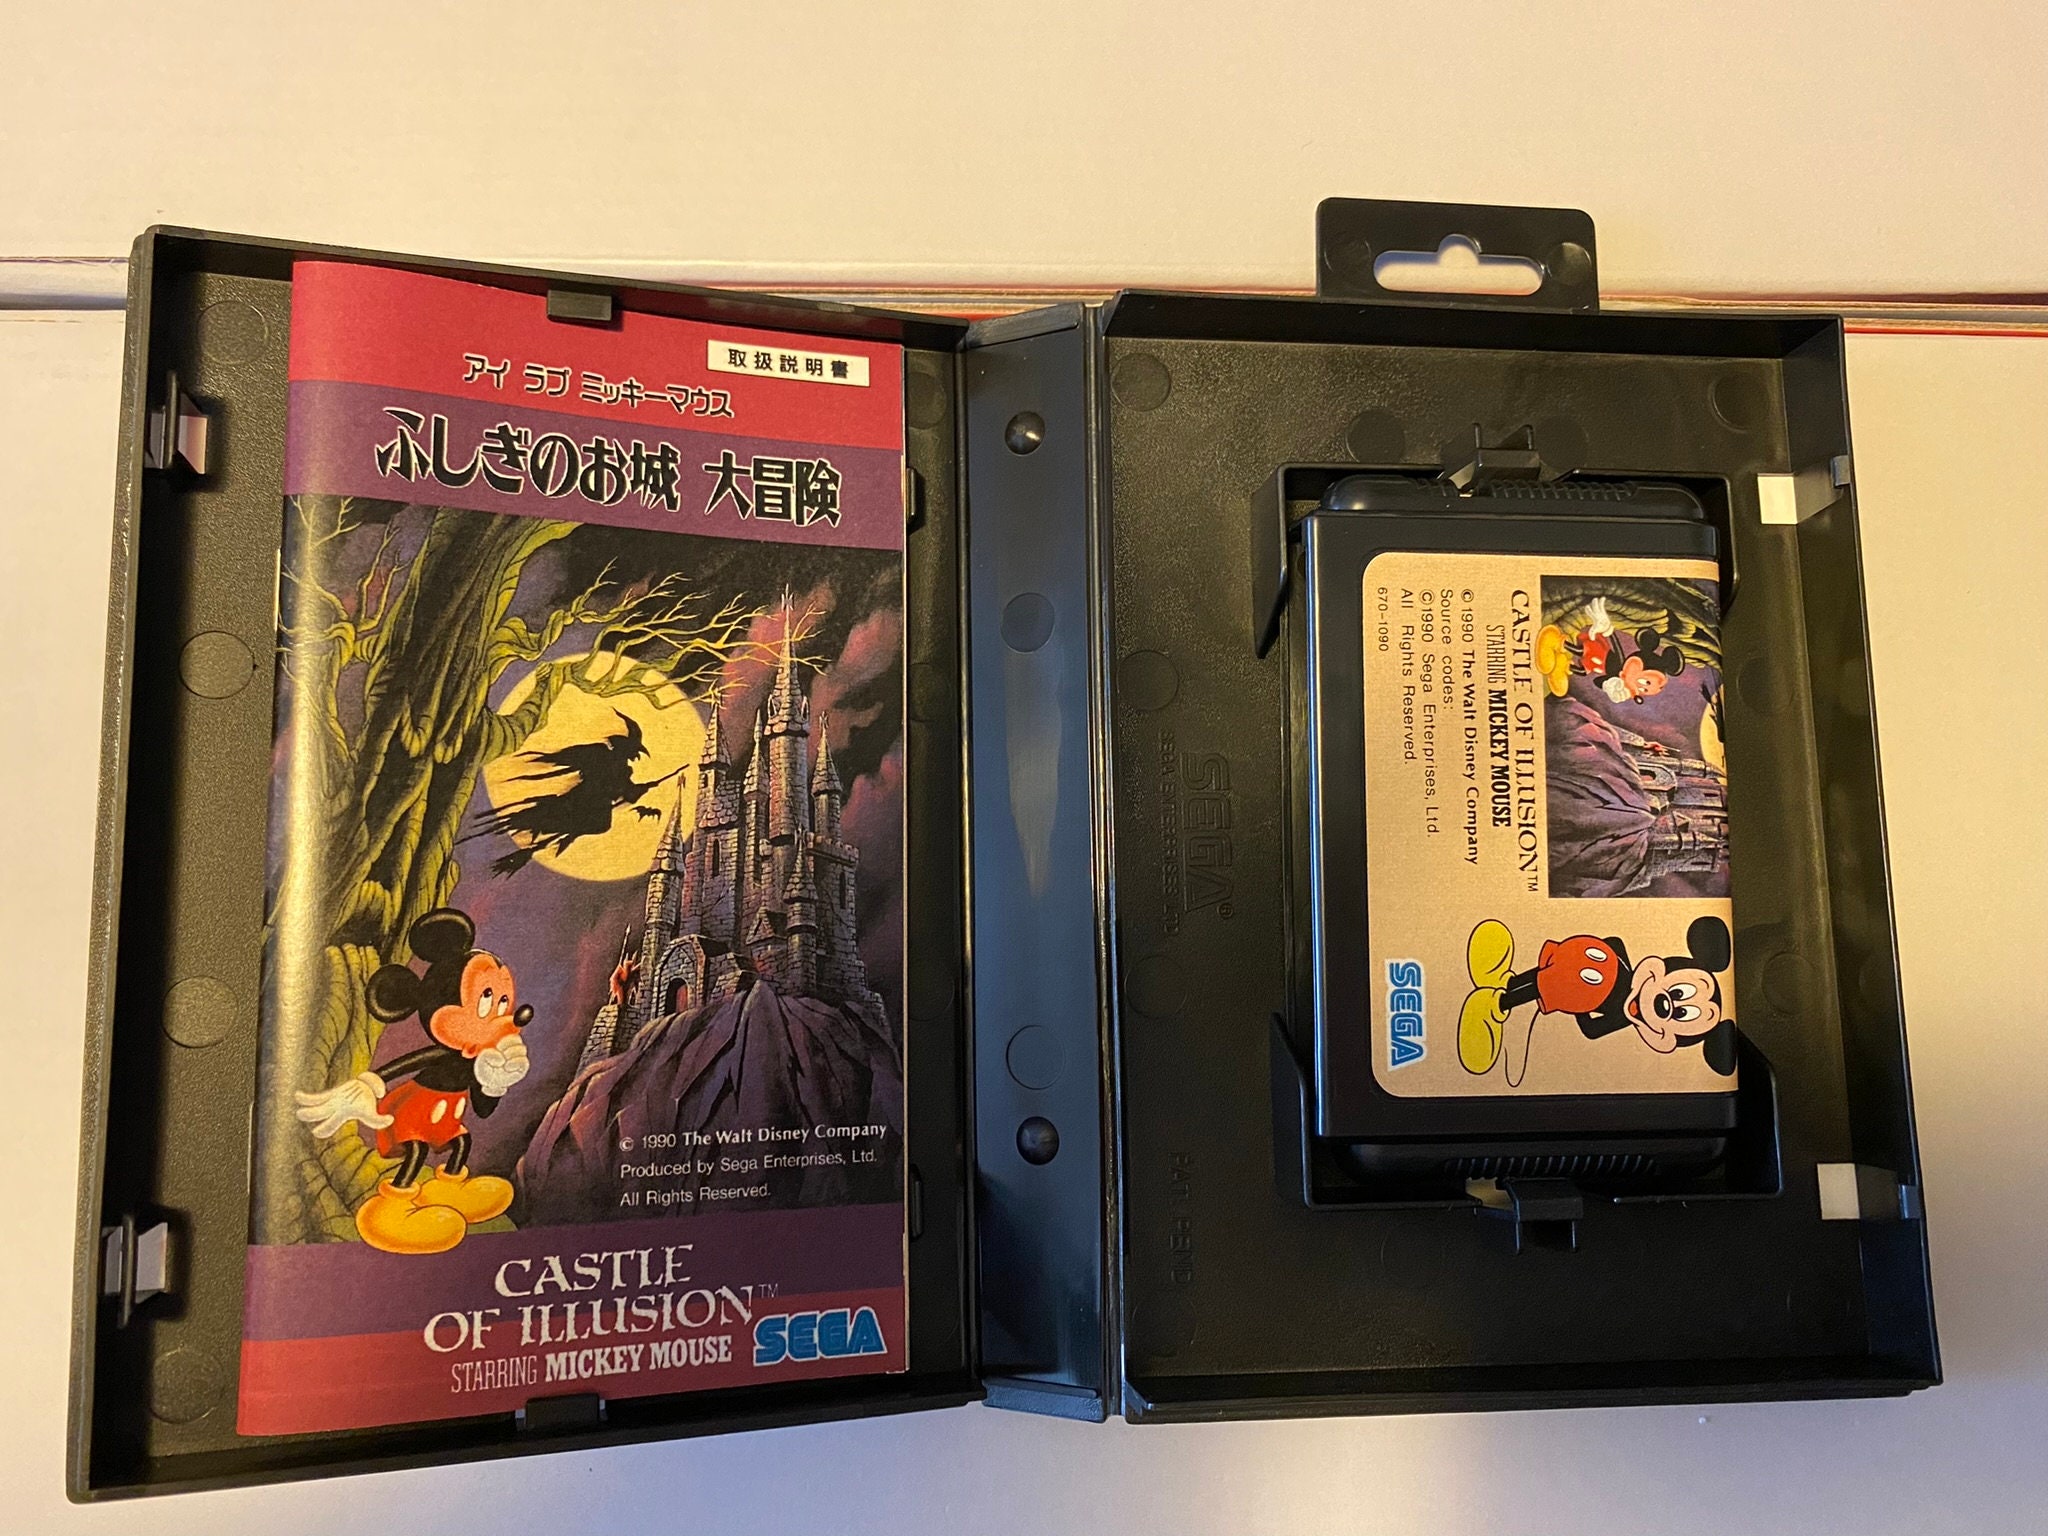 取扱説明書
アイ ラブ ミッキーマウス
ふしぎのお城 大冒険
© 1990 The Walt Disney Company
Produced by Sega Enterprises, Ltd.
All Rights Reserved.
CASTLE
OF ILLUSION™
STARRING MICKEY MOUSE
SEGA
SEGA®
SEGA ENTERPRISES LTD.
PAT. PEND.
CASTLE OF ILLUSION™
STARRING MICKEY MOUSE
©1990 The Walt Disney Company
Source codes:
©1990 Sega Enterprises, Ltd.
All Rights Reserved.
670-1090
SEGA